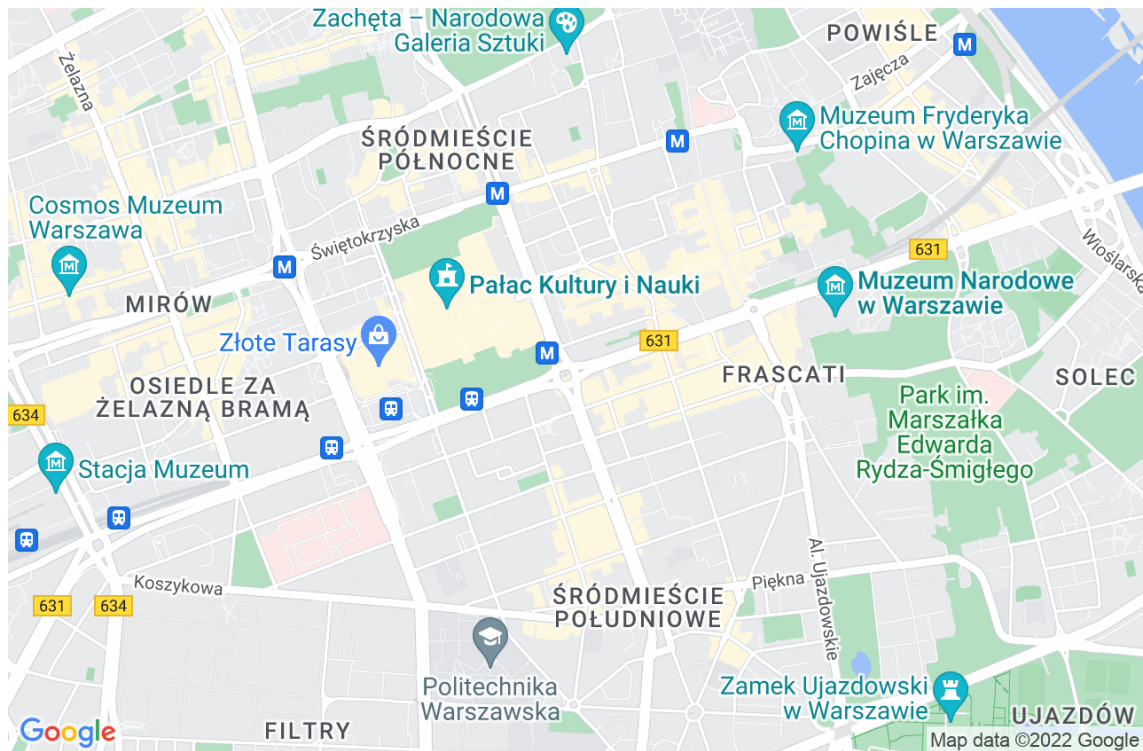 Zachęta – Narodowa
Galeria Sztuki
POWIŚLE
M
Zajęcza
Żelazna
Muzeum Fryderyka
Chopina w Warszawie
ŚRÓDMIEŚCIE
PÓŁNOCNE
M
M
Cosmos Muzeum
Warszawa
Świętokrzyska
631
Wioślarska
M
Pałac Kultury i Nauki
Muzeum Narodowe
w Warszawie
MIRÓW
Złote Tarasy
631
M
OSIEDLE ZA
ŻELAZNĄ BRAMĄ
FRASCATI
SOLEC
634
Park im.
Marszałka
Edwarda
Rydza-Śmigłego
Stacja Muzeum
Al. Ujazdowskie
Koszykowa
Piękna
631
634
ŚRÓDMIEŚCIE
POŁUDNIOWE
Politechnika
Warszawska
Zamek Ujazdowski
w Warszawie
UJAZDÓW
FILTRY
Google
Map data ©2022 Google